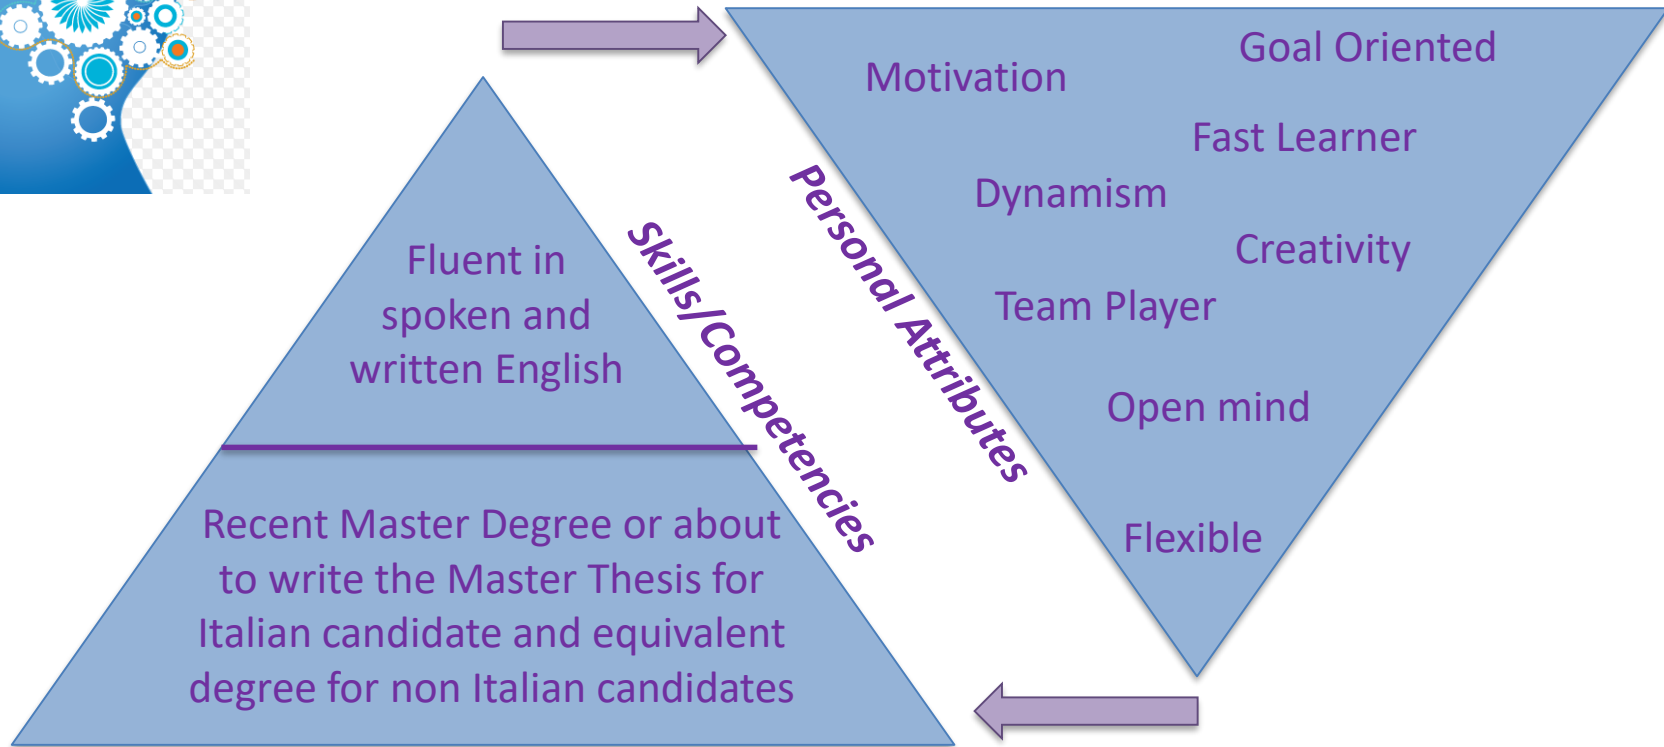 Fluent in
spoken and
written English
Recent Master Degree or about
to write the Master Thesis for
Italian candidate and equivalent
degree for non Italian candidates
Skills/Competencies
Personal Attributes
Goal Oriented
Motivation
Fast Learner
Dynamism
Creativity
Team Player
Open mind
Flexible